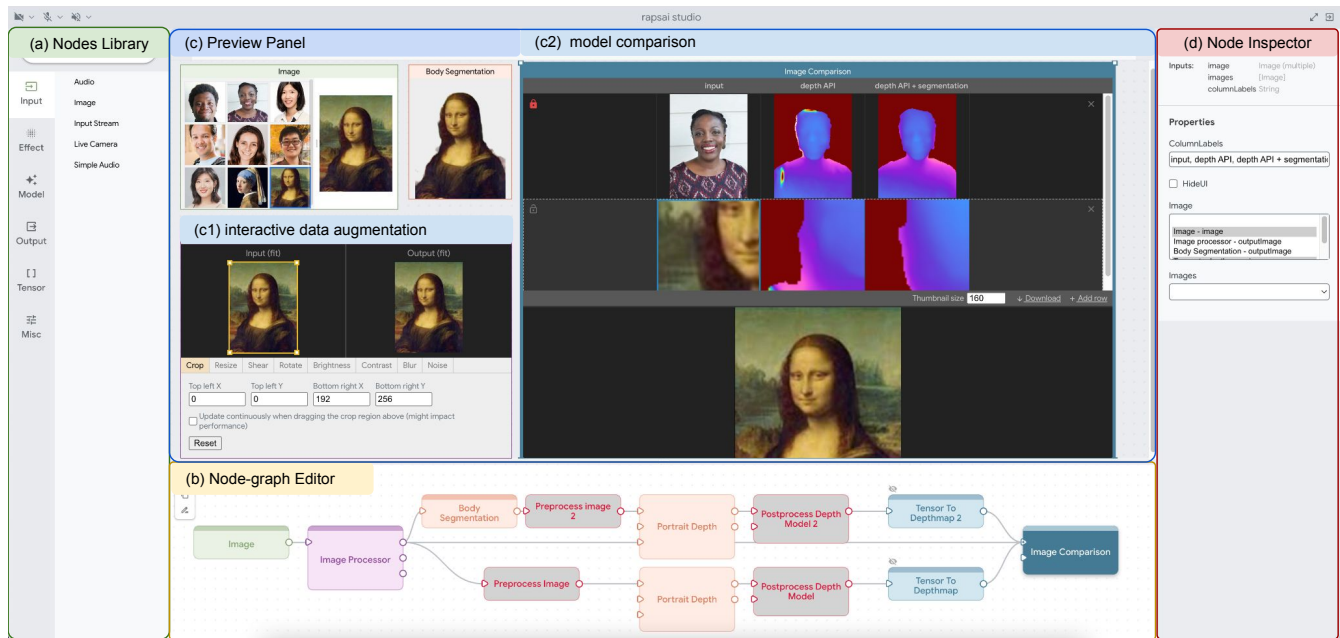 rapsai studio
(a) Nodes Library
Input
Effect
Model
Output
Tensor
Misc
Audio
Image
Input Stream
Live Camera
Simple Audio
(c) Preview Panel
Image
Body Segmentation
(c1) interactive data augmentation
Input (fit)
Output (fit)
Crop Resize Shear Rotate Brightness Contrast Blur Noise
Top left X Top left Y Bottom right X Bottom right Y
0 0 192 256
Update continuously when dragging the crop region above (might impact
performance)
Reset
(c2) model comparison
Image Comparison
input depth API depth API + segmentation
Thumbnail size 160 Download + Add row
(b) Node-graph Editor
Image
Image Processor
Body
Segmentation
Preprocess image
2
Portrait Depth
Postprocess Depth
Model 2
Tensor To
Depthmap 2
Preprocess Image
Portrait Depth
Postprocess Depth
Model
Tensor To
Depthmap
Image Comparison
(d) Node Inspector
Inputs: image Image (multiple)
images [Image]
columnLabels String
Properties
ColumnLabels
input, depth API, depth API + segmentati
HideUI
Image
Image - image
Image processor - outputImage
Body Segmentation - outputImage
Images